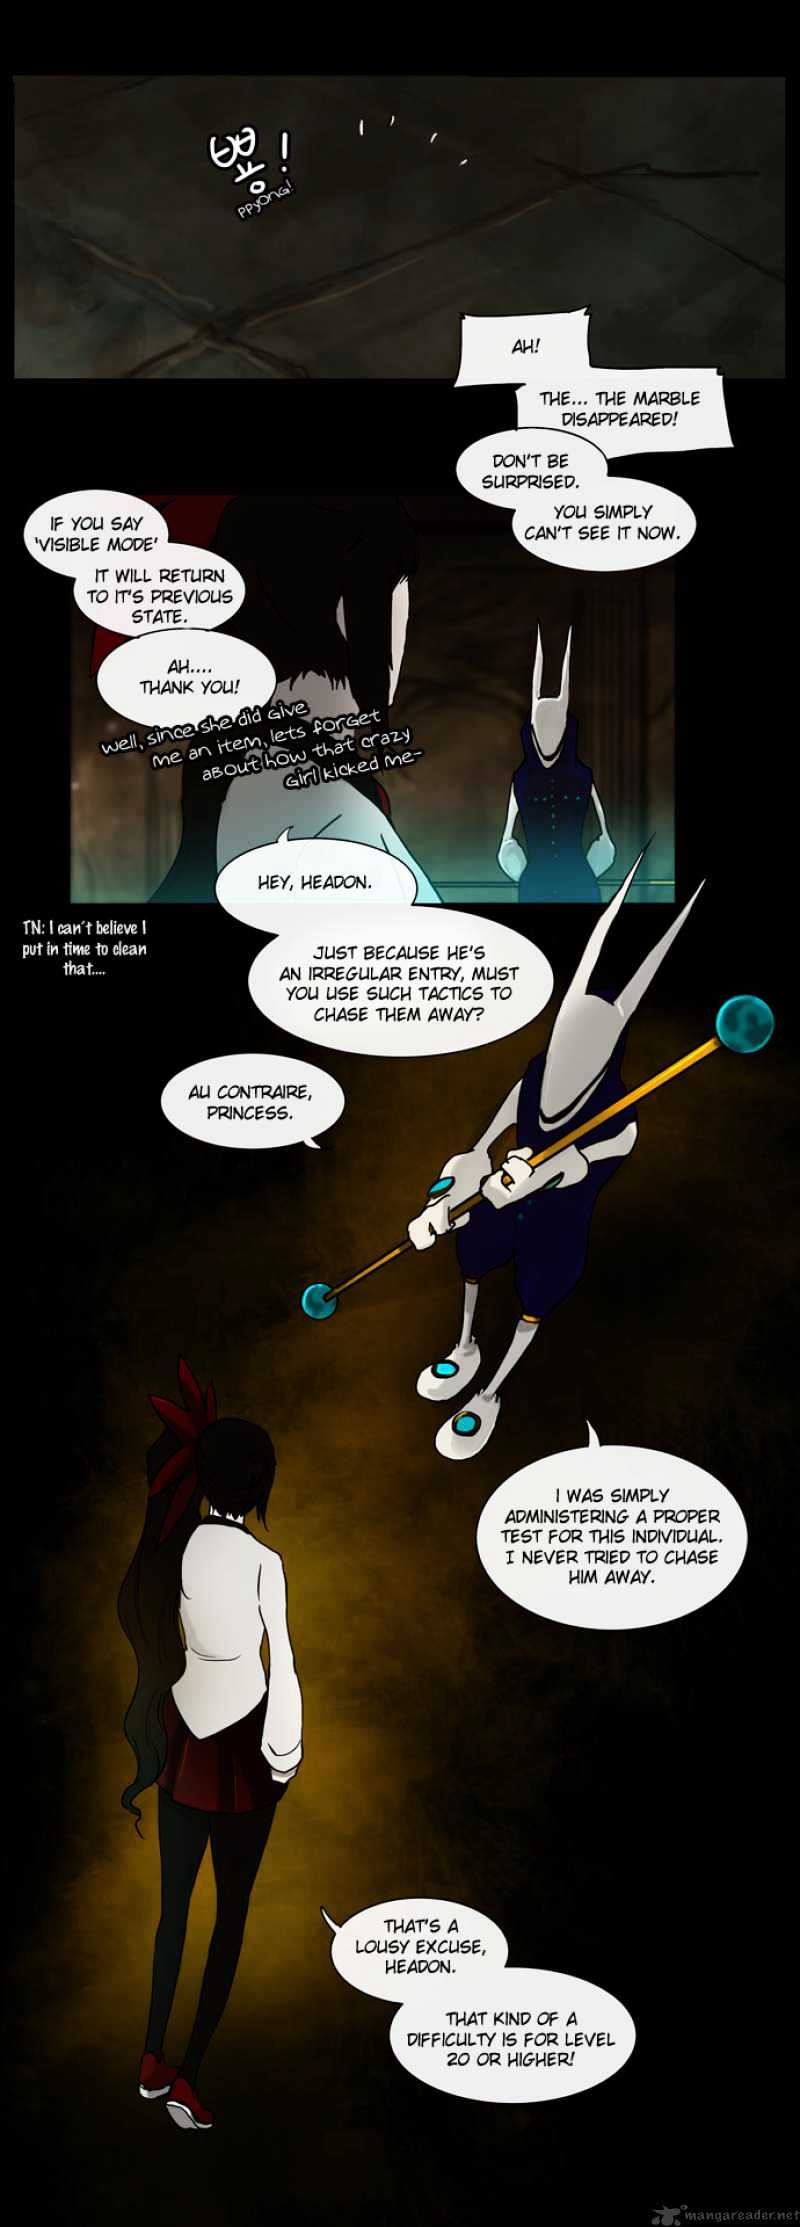 뿅!
PPYONG!
AH!
THE... THE MARBLE
DISAPPEARED!
DON'T BE
SURPRISED.
YOU SIMPLY
CAN'T SEE IT NOW.
IF YOU SAY
'VISIBLE MODE'
IT WILL RETURN
TO IT'S PREVIOUS
STATE.
AH....
THANK YOU!
well, since she did give
me an item, lets forget
about how that crazy
girl kicked me-
HEY, HEADON.
TN: I can't believe I
put in time to clean
that....
JUST BECAUSE HE'S
AN IRREGULAR ENTRY, MUST
YOU USE SUCH TACTICS TO
CHASE THEM AWAY?
AU CONTRAIRE,
PRINCESS.
I WAS SIMPLY
ADMINISTERING A PROPER
TEST FOR THIS INDIVIDUAL.
I NEVER TRIED TO CHASE
HIM AWAY.
THAT'S A
LOUSY EXCUSE,
HEADON.
THAT KIND OF A
DIFFICULTY IS FOR LEVEL
20 OR HIGHER!
mangareader.net